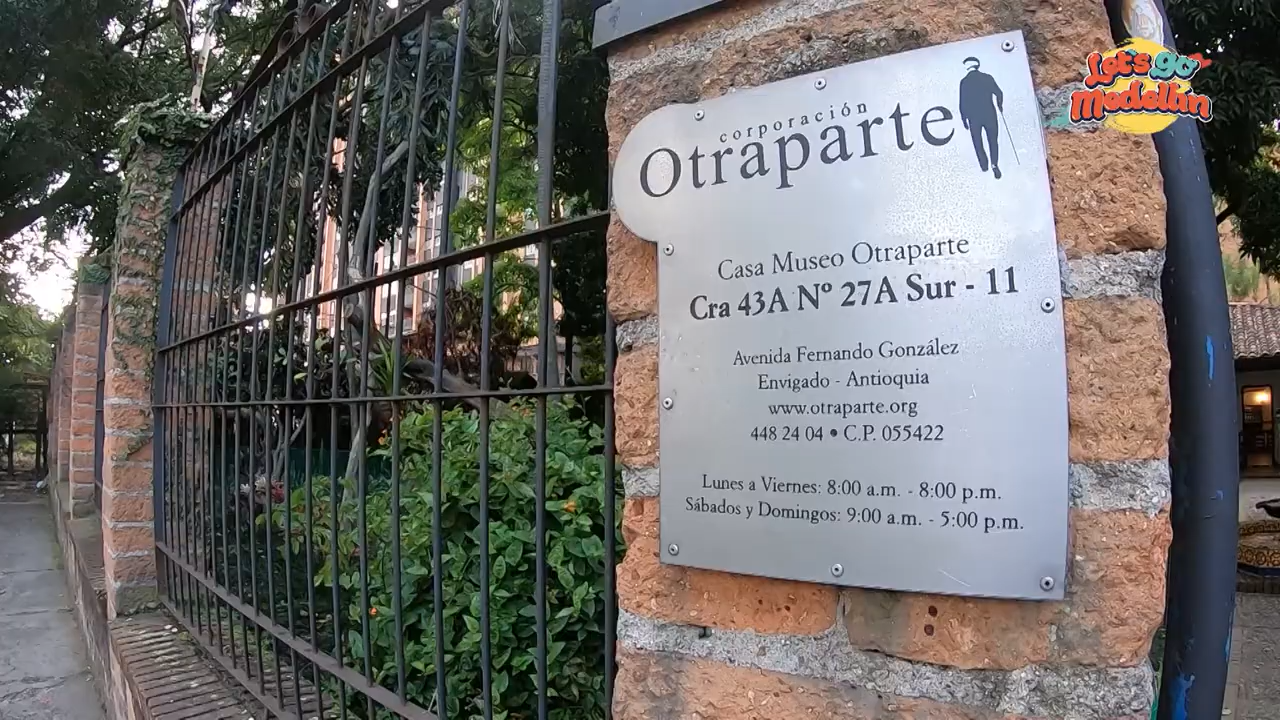 Let's go
Medellín
corporación
Otraparte
Casa Museo Otraparte
Cra 43A Nº 27A Sur - 11
Avenida Fernando González
Envigado - Antioquia
www.otraparte.org
448 24 04 • C.P. 055422
Lunes a Viernes: 8:00 a.m. - 8:00 p.m.
Sábados y Domingos: 9:00 a.m. - 5:00 p.m.